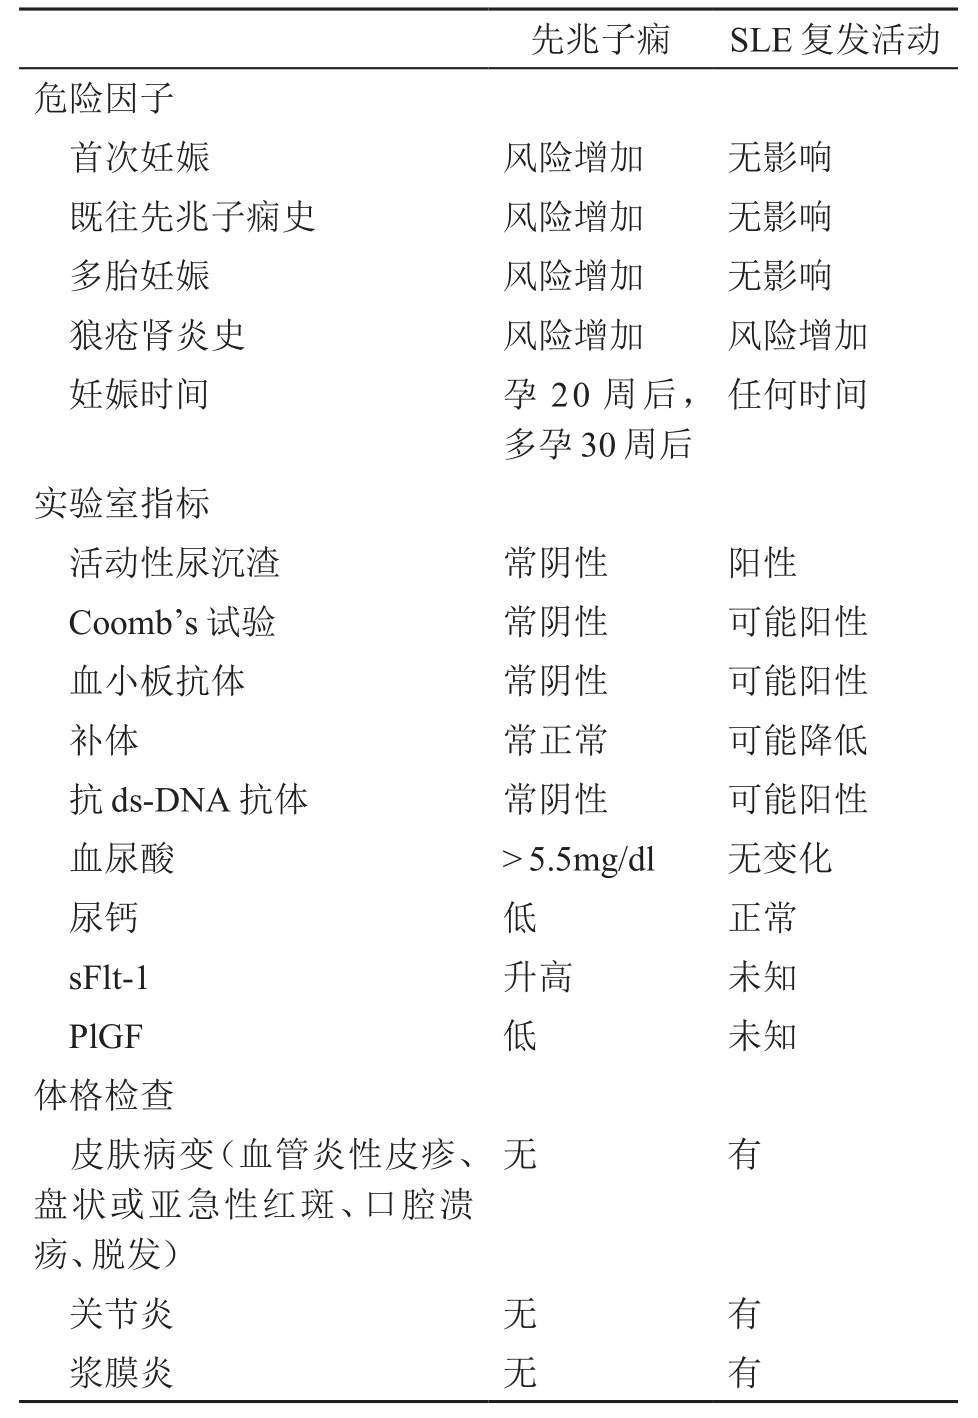 先兆子痫 SLE 复发活动
危险因子
首次妊娠 风险增加 无影响
既往先兆子痫史 风险增加 无影响
多胎妊娠 风险增加 无影响
狼疮肾炎史 风险增加 风险增加
妊娠时间 孕 20 周后， 任何时间
多孕 30 周后
实验室指标
活动性尿沉渣 常阴性 阳性
Coomb’s 试验 常阴性 可能阳性
血小板抗体 常阴性 可能阳性
补体 常正常 可能降低
抗 ds-DNA 抗体 常阴性 可能阳性
血尿酸 > 5.5mg/dl 无变化
尿钙 低 正常
sFlt-1 升高 未知
PlGF 低 未知
体格检查
皮肤病变（血管炎性皮疹、 无 有
盘状或亚急性红斑、口腔溃
疡、脱发）
关节炎 无 有
浆膜炎 无 有